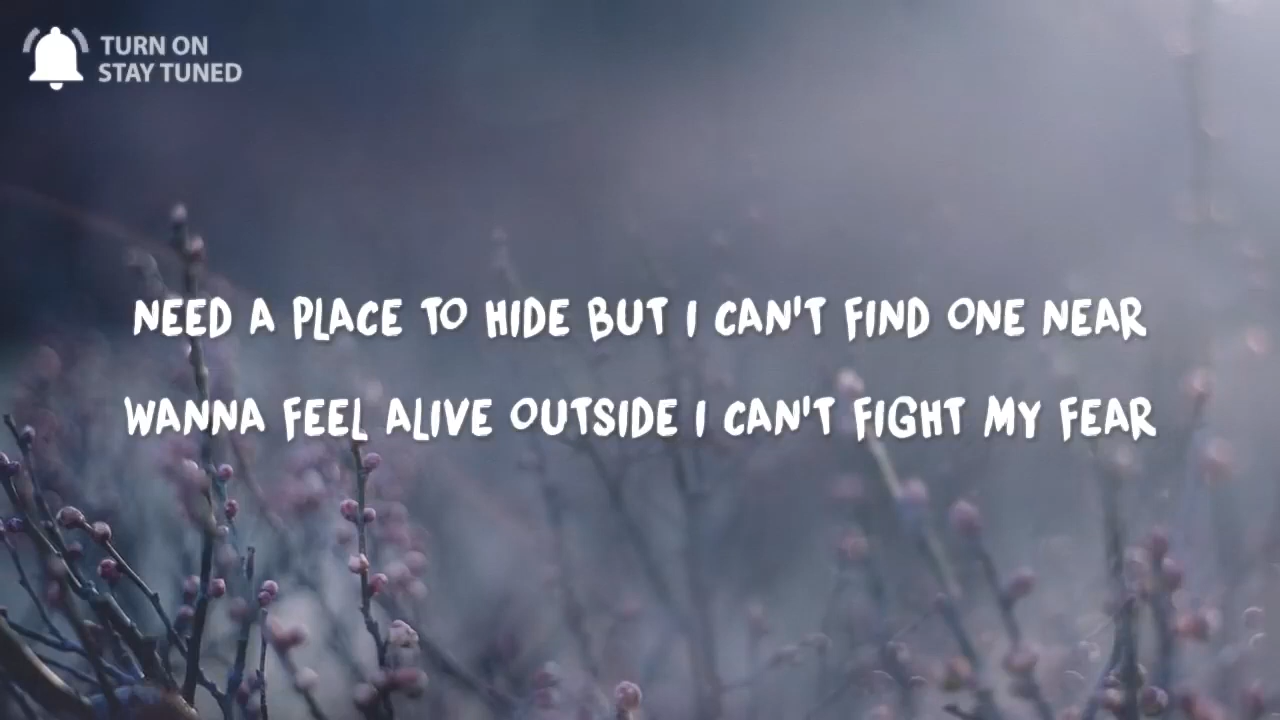 TURN ON
STAY TUNED
NEED A PLACE TO HIDE BUT I CAN'T FIND ONE NEAR
WANNA FEEL ALIVE OUTSIDE I CAN'T FIGHT MY FEAR